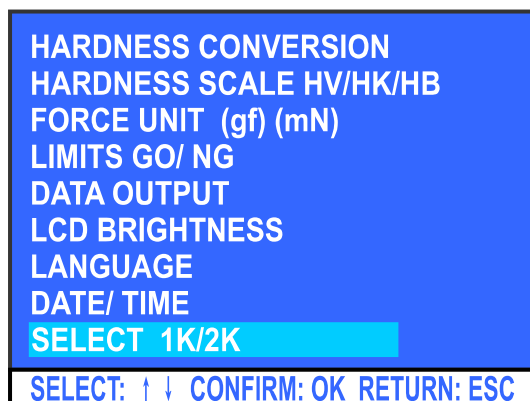 HARDNESS CONVERSION
HARDNESS SCALE HV/HK/HB
FORCE UNIT (gf) (mN)
LIMITS GO/ NG
DATA OUTPUT
LCD BRIGHTNESS
LANGUAGE
DATE/ TIME
SELECT 1K/2K
SELECT: ↑ ↓ CONFIRM: OK RETURN: ESC